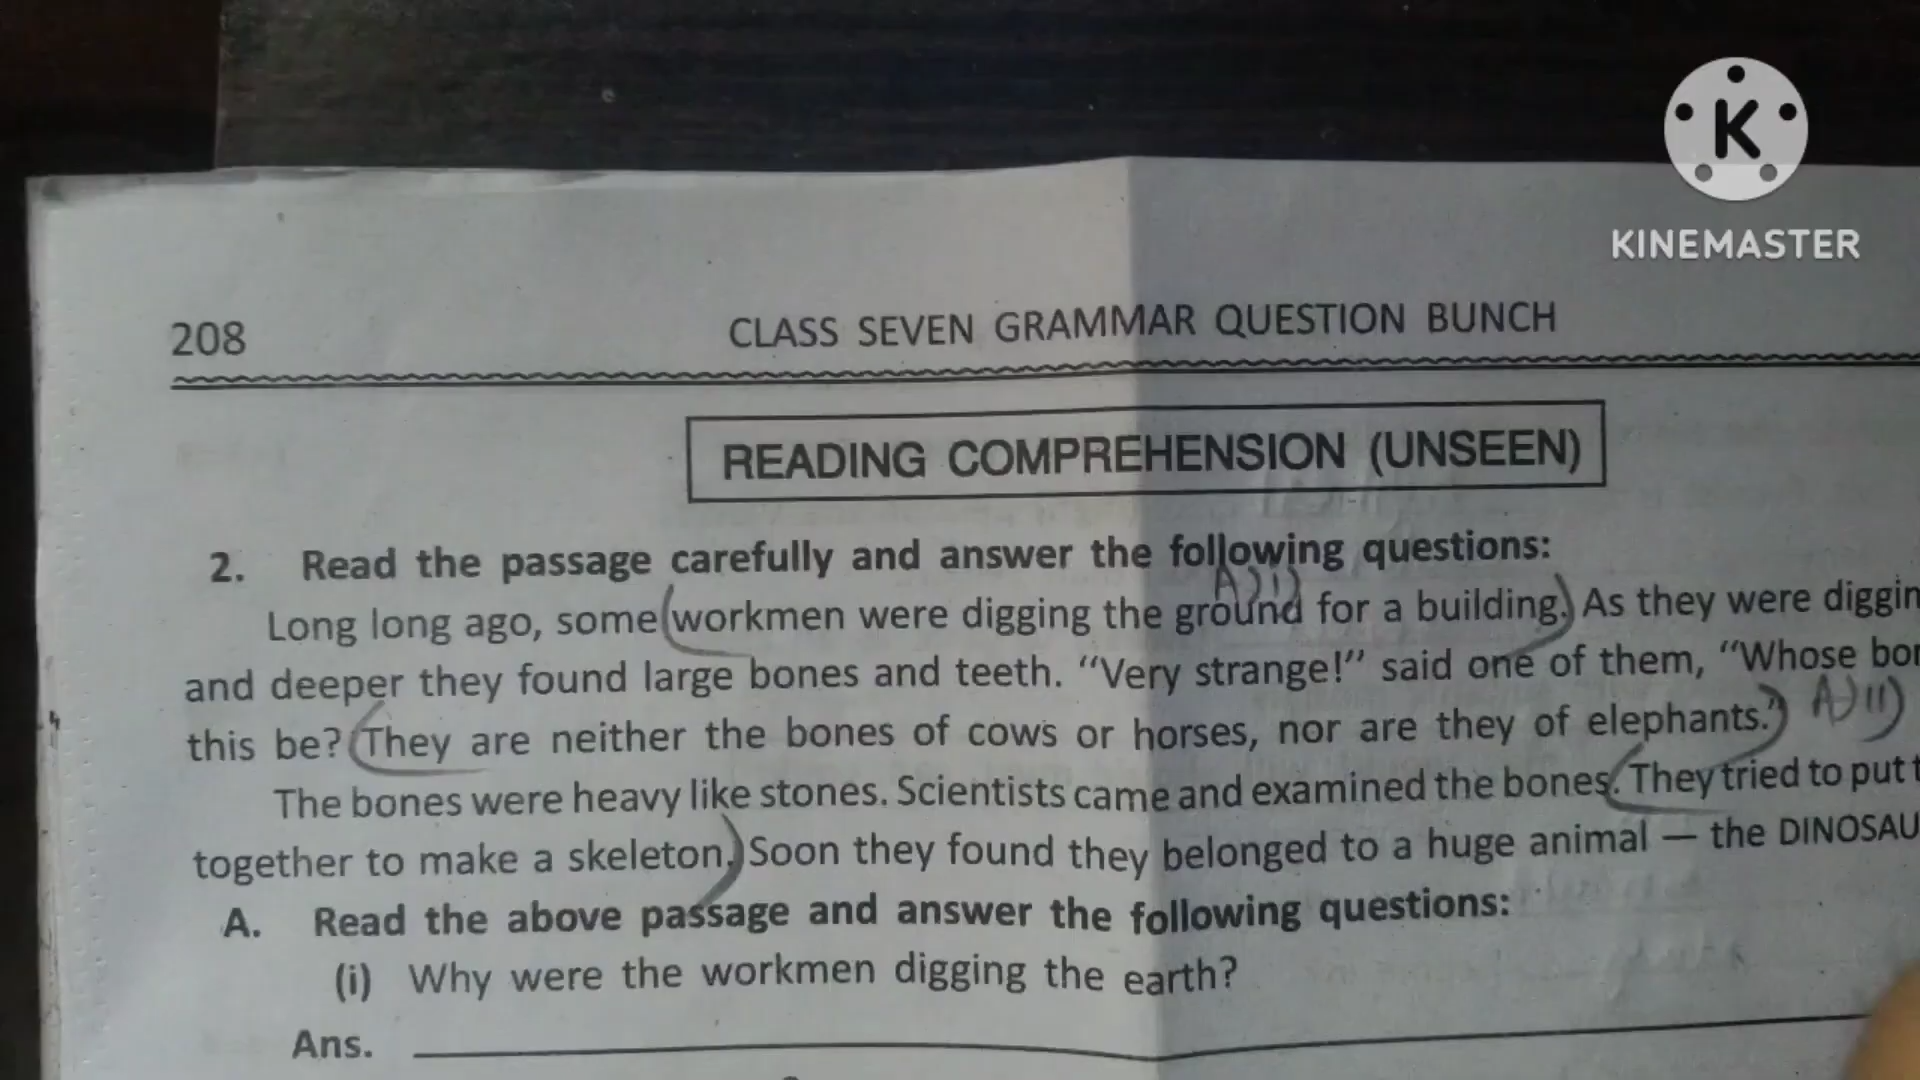 K
KINEMASTER
208
CLASS SEVEN GRAMMAR QUESTION BUNCH
READING COMPREHENSION (UNSEEN)
2. Read the passage carefully and answer the following questions:
A) i)
Long long ago, some (workmen were digging the ground for a building.) As they were diggin
and deeper they found large bones and teeth. “Very strange!” said one of them, “Whose bon
this be? (They are neither the bones of cows or horses, nor are they of elephants.”) A) ii)
The bones were heavy like stones. Scientists came and examined the bones. (They tried to put t
together to make a skeleton.) Soon they found they belonged to a huge animal — the DINOSAU
A. Read the above passage and answer the following questions:
(i) Why were the workmen digging the earth?
Ans.